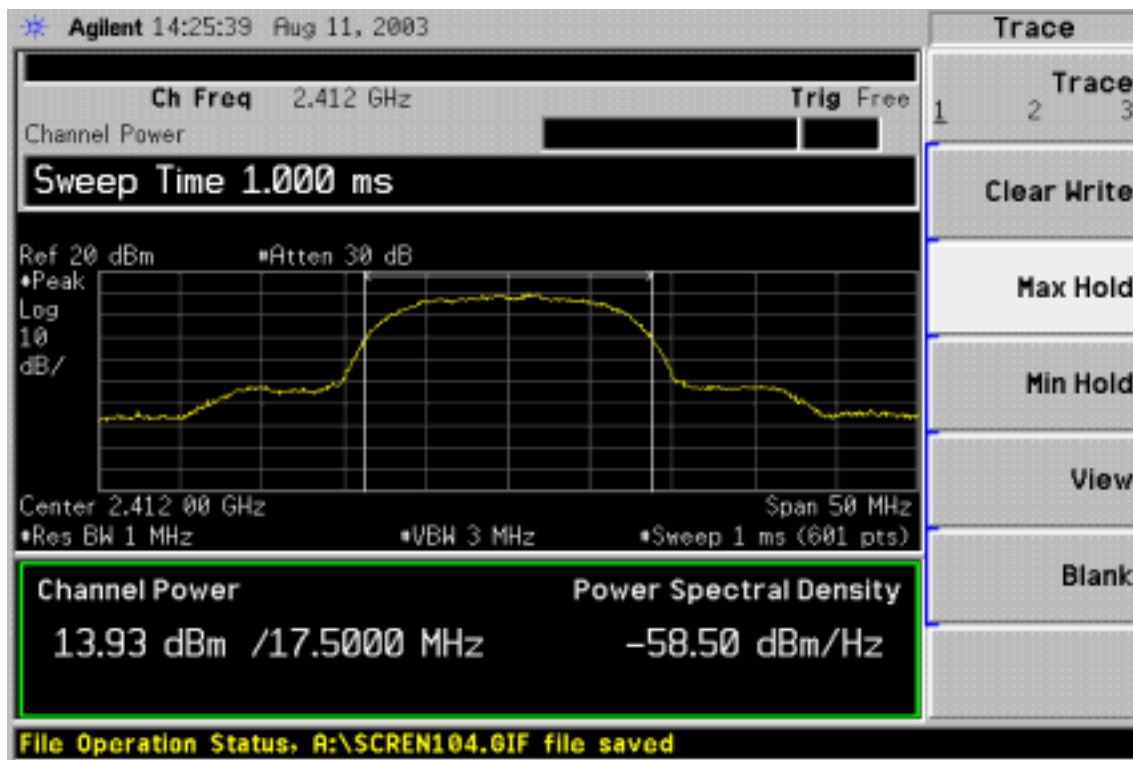 Agilent 14:25:39 Aug 11, 2003
Trace
Ch Freq 2.412 GHz Trig Free
Channel Power
Sweep Time 1.000 ms
Ref 20 dBm #Atten 30 dB
#Peak
Log
10
dB/
Center 2.412 00 GHz Span 50 MHz
#Res BW 1 MHz #VBW 3 MHz #Sweep 1 ms (601 pts)
Channel Power Power Spectral Density
13.93 dBm /17.5000 MHz -58.50 dBm/Hz
File Operation Status, A:\SCREN104.GIF file saved
Trace
1 2 3
Clear Write
Max Hold
Min Hold
View
Blank